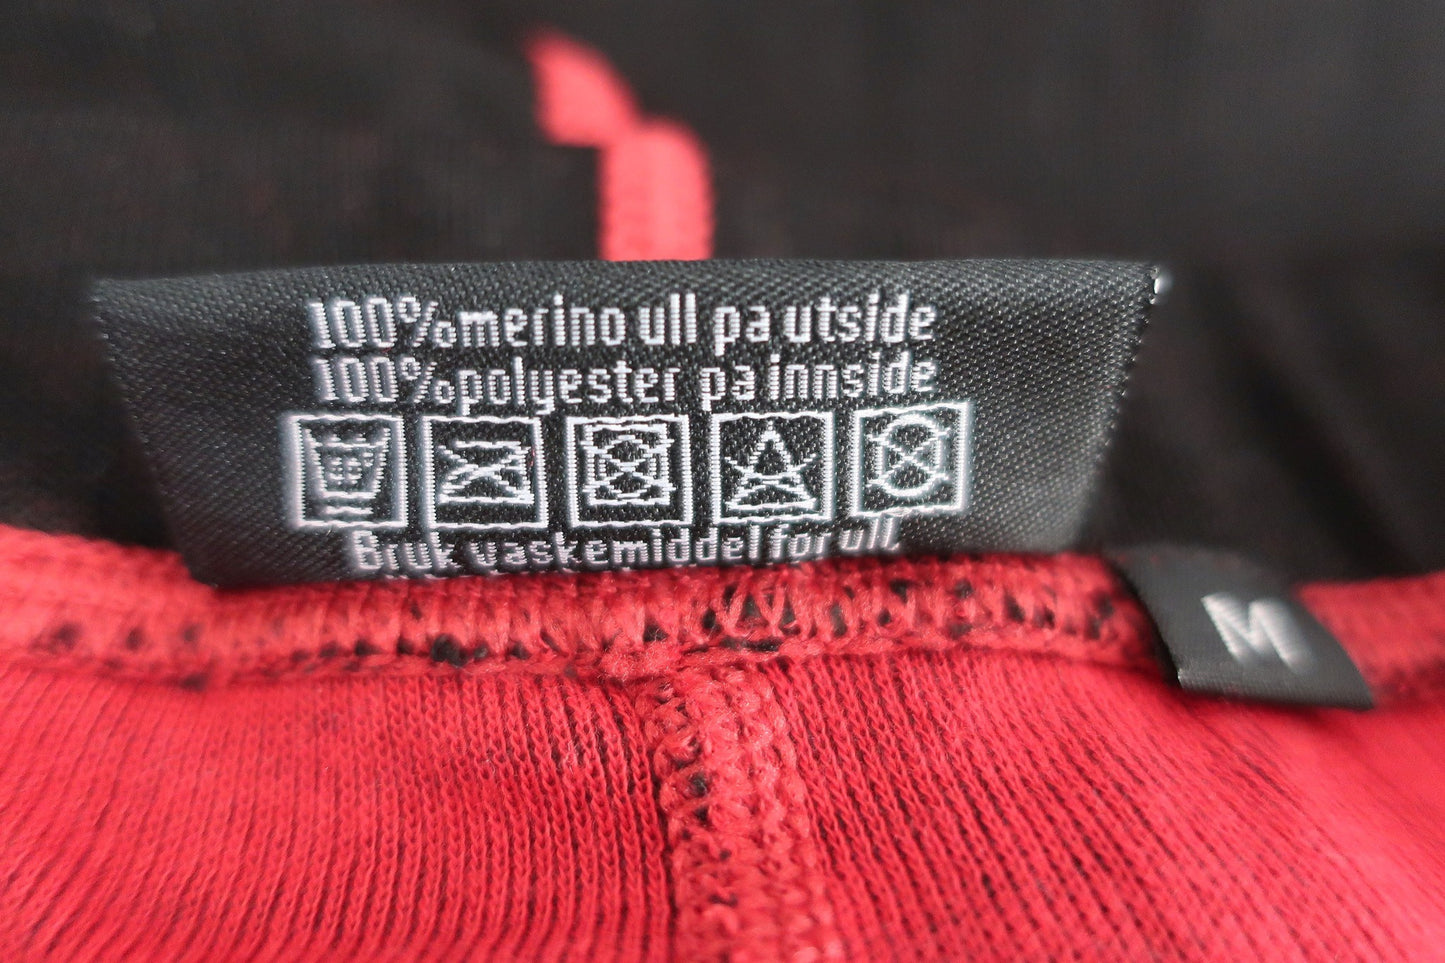 100%merino ull pa utside
100%polyester pa innside
Bruk vaskemiddel for ull
M